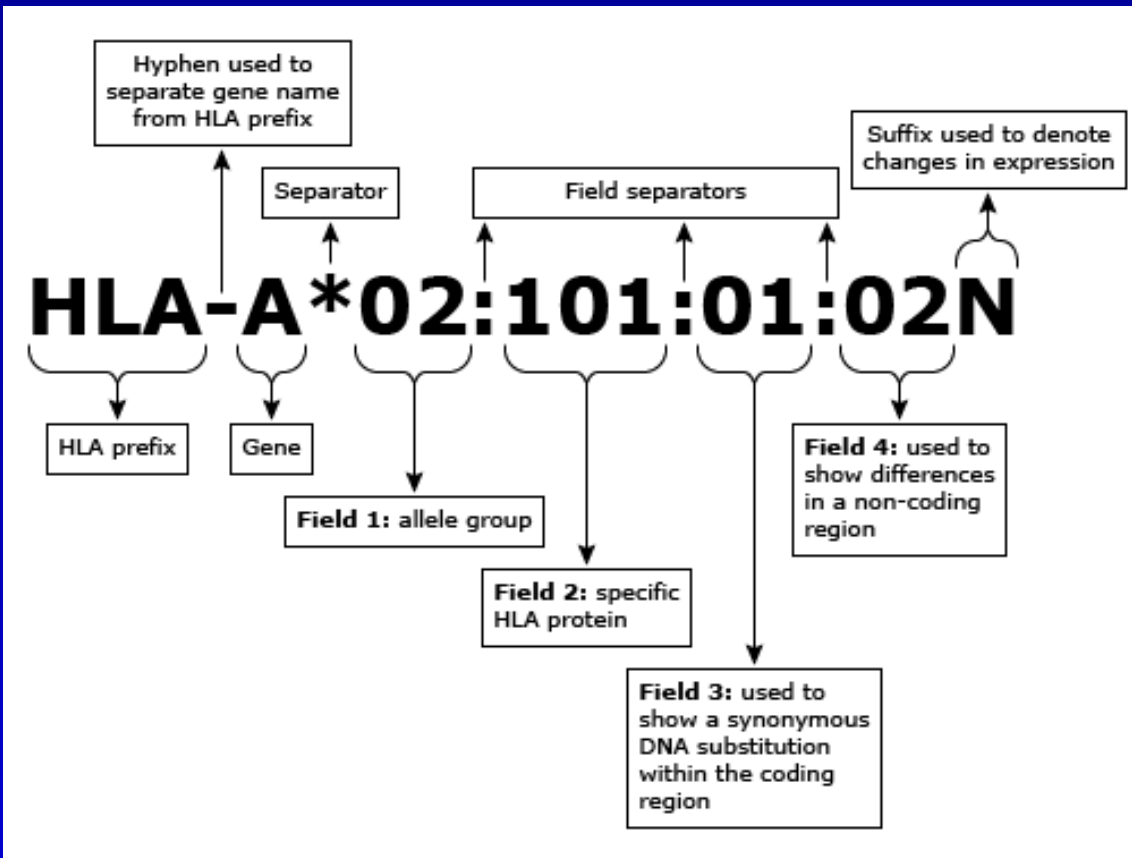 Hyphen used to
separate gene name
from HLA prefix
Suffix used to denote
changes in expression
Separator
Field separators
HLA-A*02:101:01:02N
HLA prefix
Gene
Field 1: allele group
Field 2: specific
HLA protein
Field 3: used to
show a synonymous
DNA substitution
within the coding
region
Field 4: used to
show differences
in a non-coding
region